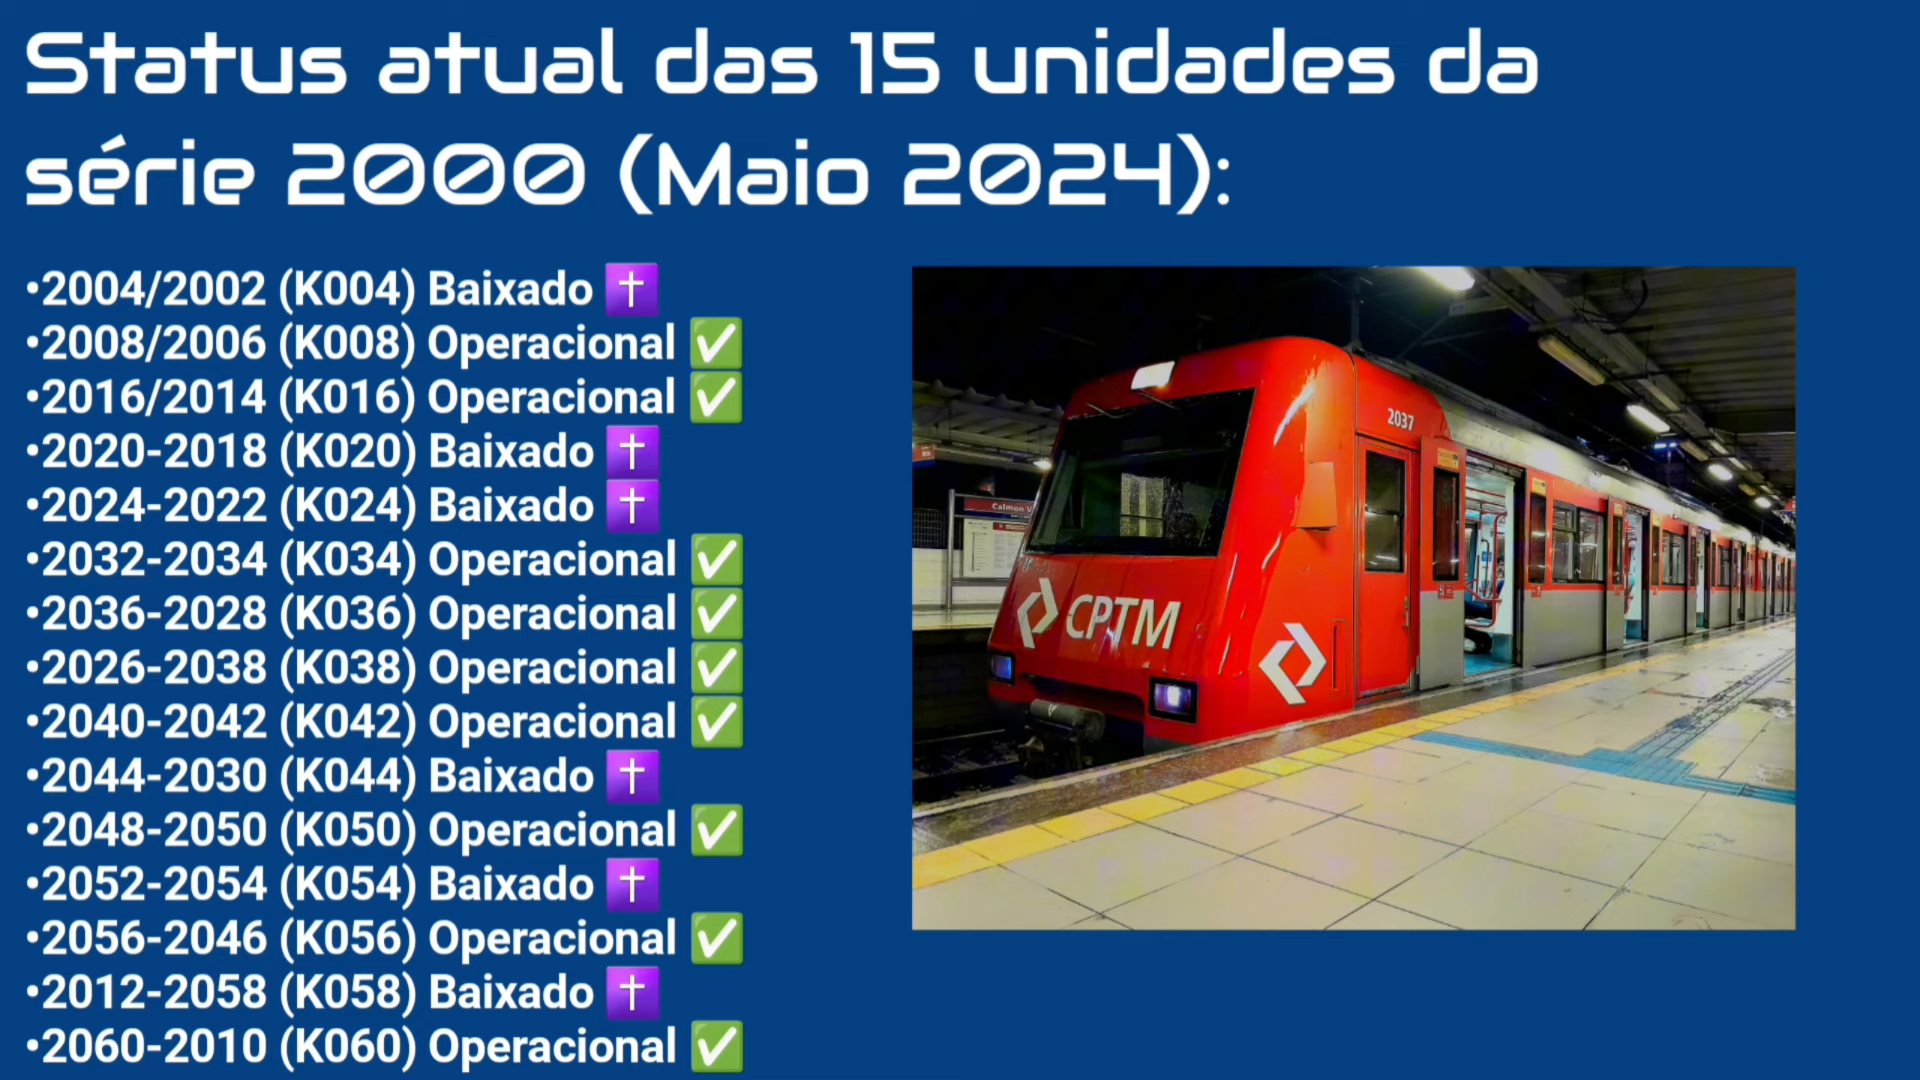 Status atual das 15 unidades da
série 2000 (Maio 2024):
•2004/2002 (K004) Baixado ✝️
•2008/2006 (K008) Operacional ✅
•2016/2014 (K016) Operacional ✅
•2020-2018 (K020) Baixado ✝️
•2024-2022 (K024) Baixado ✝️
•2032-2034 (K034) Operacional ✅
•2036-2028 (K036) Operacional ✅
•2026-2038 (K038) Operacional ✅
•2040-2042 (K042) Operacional ✅
•2044-2030 (K044) Baixado ✝️
•2048-2050 (K050) Operacional ✅
•2052-2054 (K054) Baixado ✝️
•2056-2046 (K056) Operacional ✅
•2012-2058 (K058) Baixado ✝️
•2060-2010 (K060) Operacional ✅
2037
Calmon V
CPTM